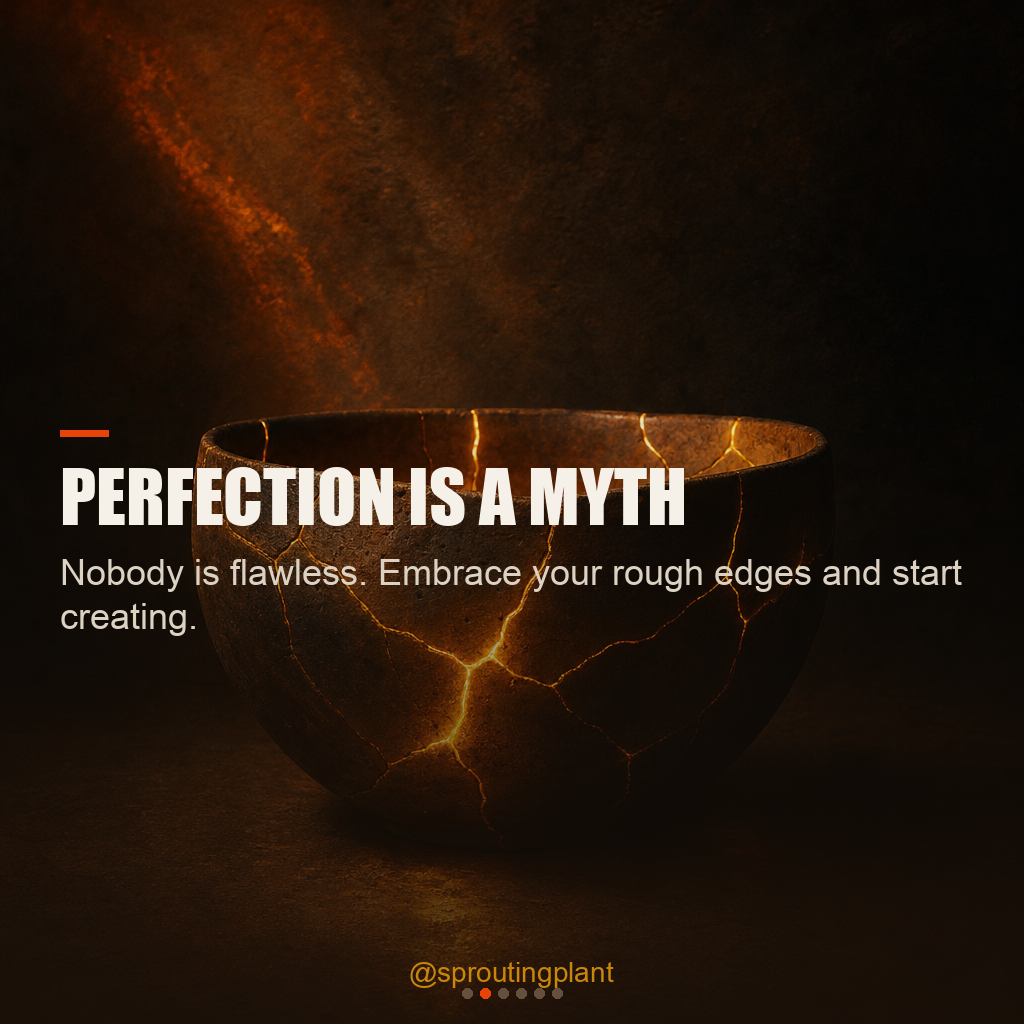 PERFECTION IS A MYTH
Nobody is flawless. Embrace your rough edges and start
creating.
@sproutingplant